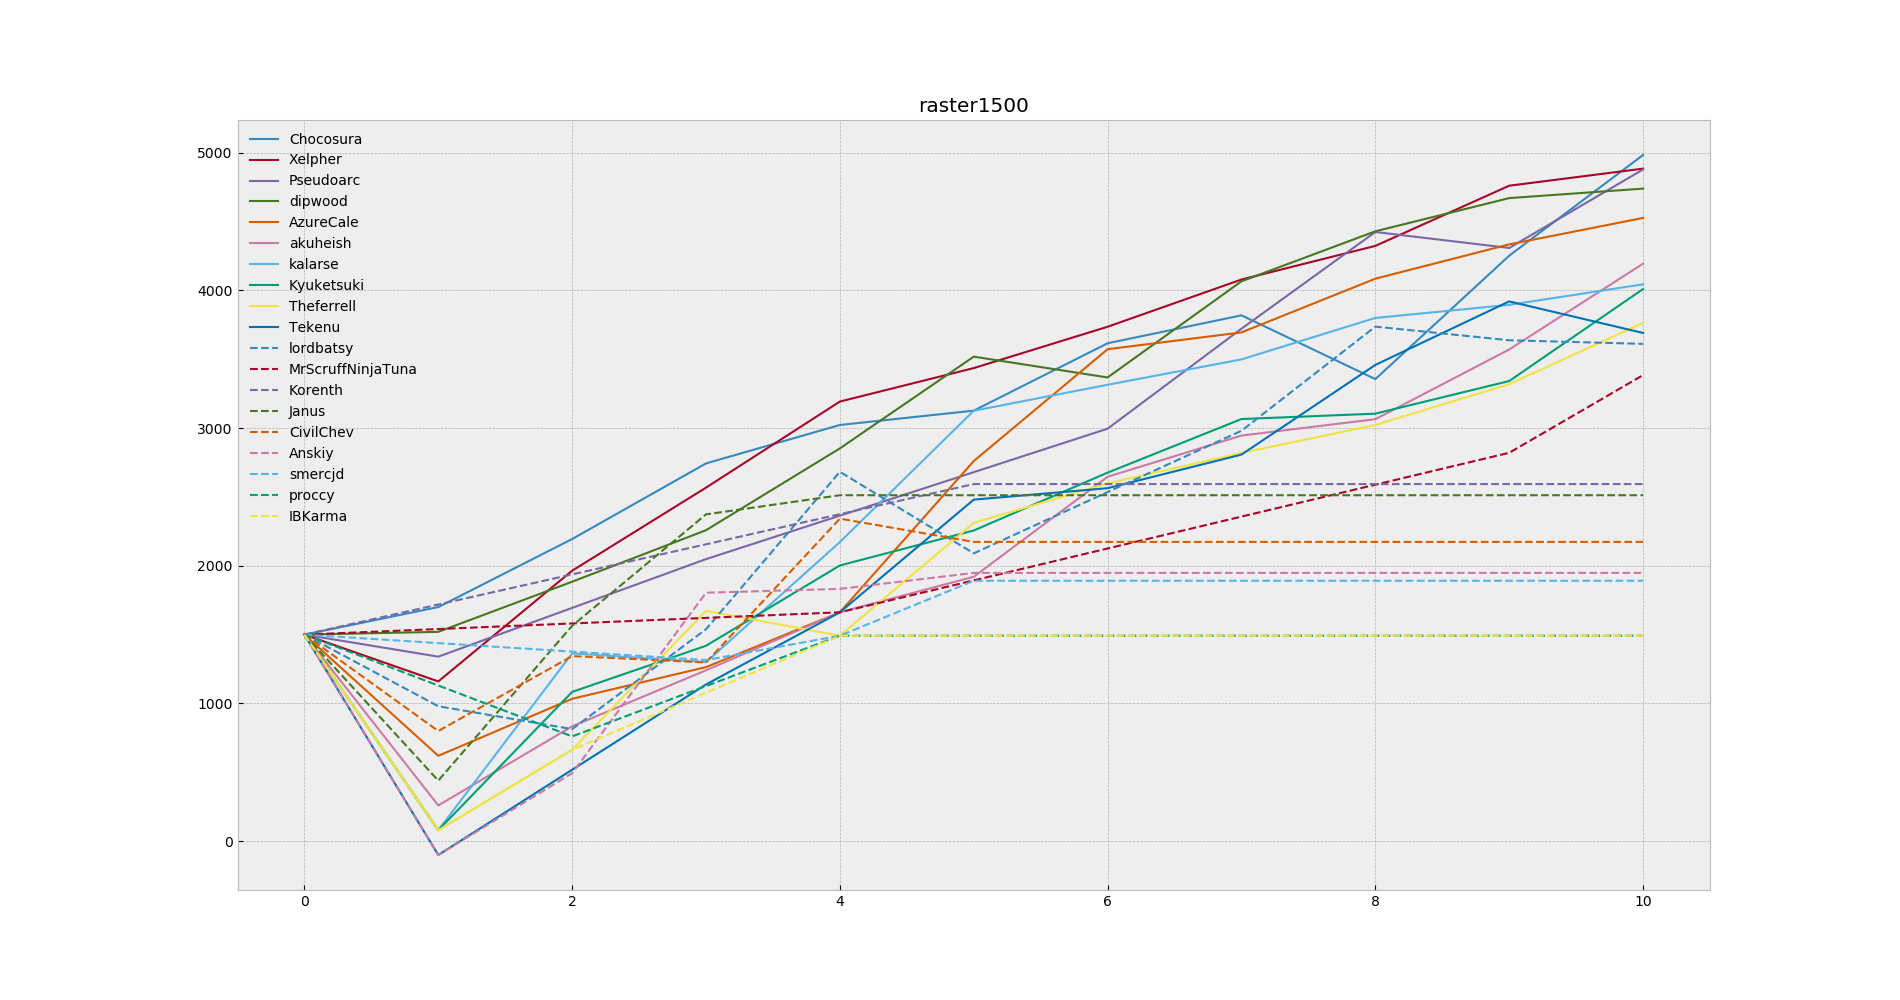 raster1500
Chocosura
Xelpher
Pseudoarc
dipwood
AzureCale
akuheish
kalarse
Kyuketsuki
Theferrell
Tekenu
lordbatsy
MrScruffNinjaTuna
Korenth
Janus
CivilChev
Anskiy
smercjd
proccy
IBKarma
5000
4000
3000
2000
1000
0
0 2 4 6 8 10